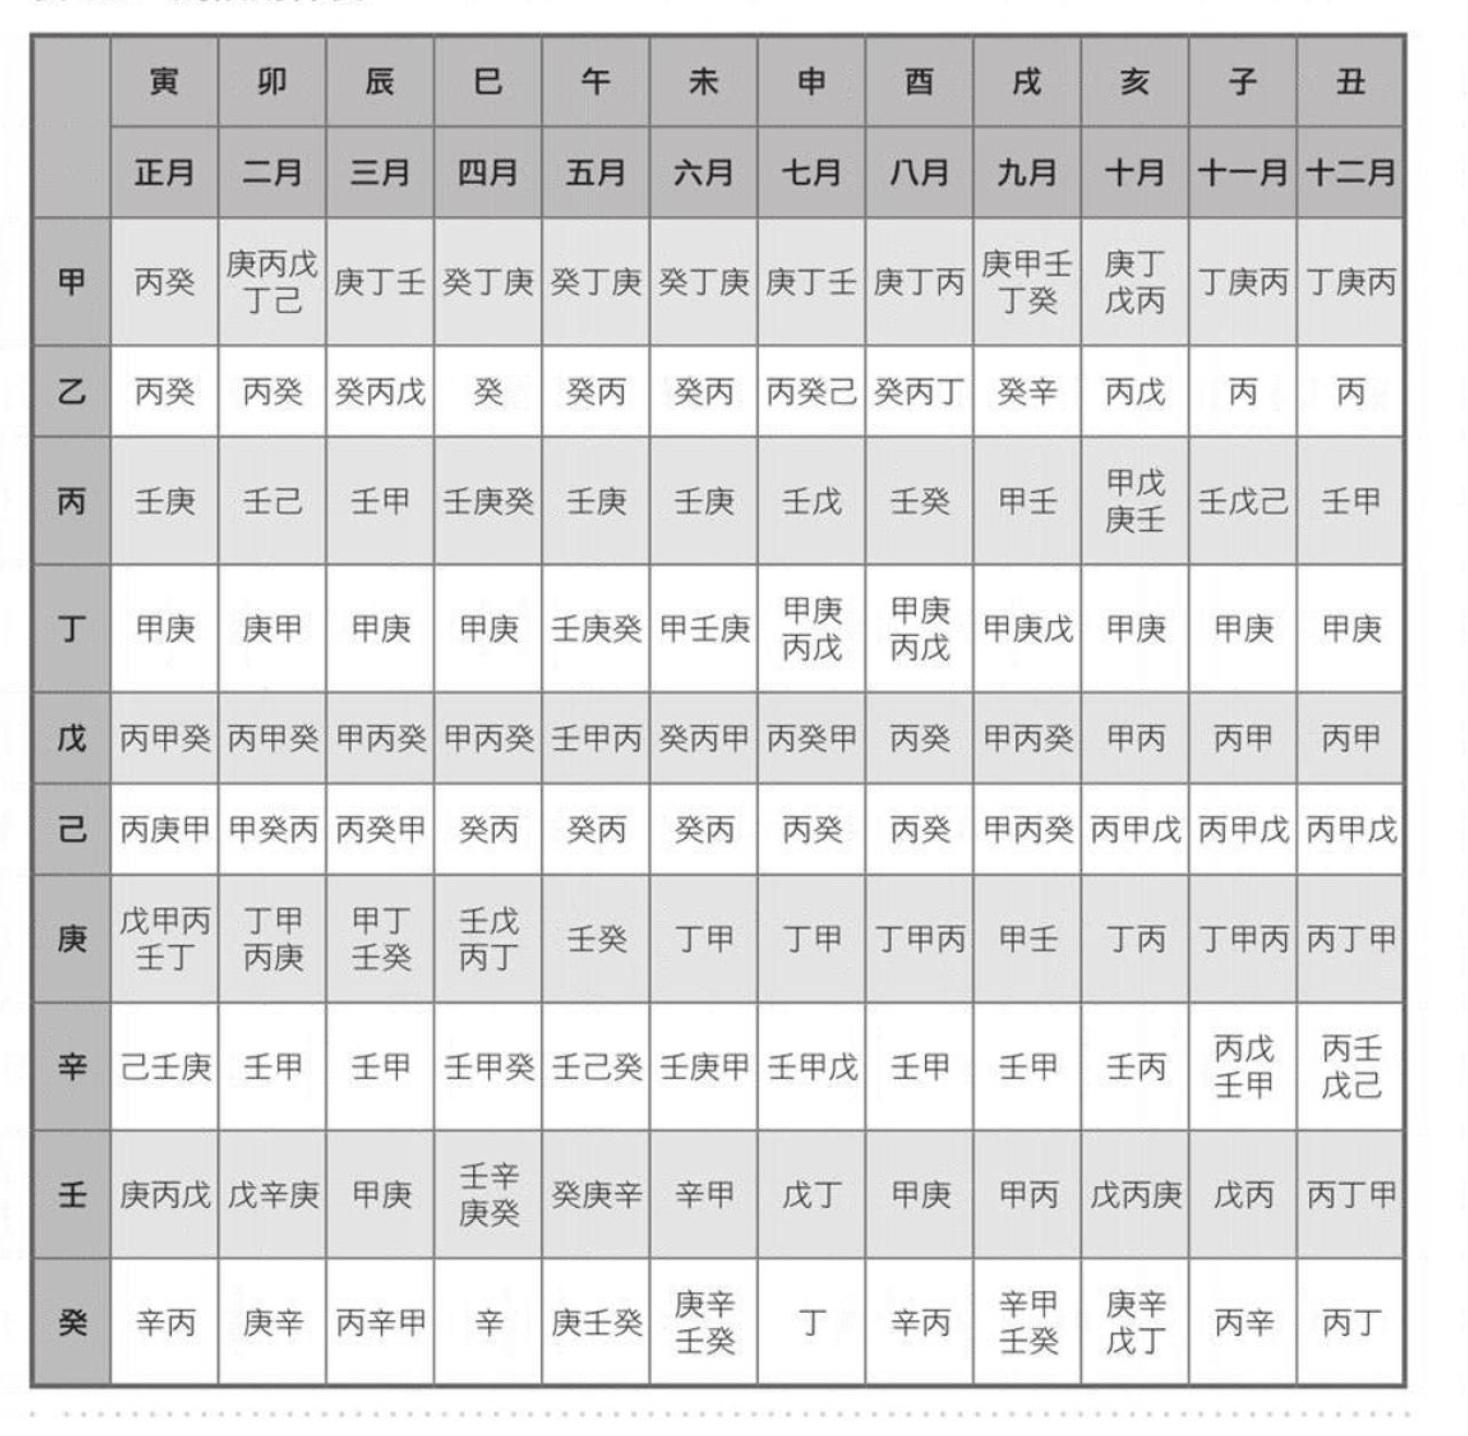 寅 卯 辰 巳 午 未 申 酉 戌 亥 子 丑
正月 二月 三月 四月 五月 六月 七月 八月 九月 十月 十一月 十二月
甲 丙癸 庚丙戊丁己 庚丁壬 癸丁庚 癸丁庚 癸丁庚 庚丁壬 庚丁丙 庚甲壬丁癸 庚丁戊丙 丁庚丙 丁庚丙
乙 丙癸 丙癸 癸丙戊 癸 癸丙 癸丙 丙癸己 癸丙丁 癸辛 丙戊 丙 丙
丙 壬庚 壬己 壬甲 壬庚癸 壬庚 壬庚 壬戊 壬癸 甲壬 甲戊庚壬 壬戊己 壬甲
丁 甲庚 庚甲 甲庚 甲庚 壬庚癸 甲壬庚 甲庚丙戊 甲庚丙戊 甲庚戊 甲庚 甲庚 甲庚
戊 丙甲癸 丙甲癸 甲丙癸 甲丙癸 壬甲丙 癸丙甲 丙癸甲 丙癸 甲丙癸 甲丙 丙甲 丙甲
己 丙庚甲 甲癸丙 丙癸甲 癸丙 癸丙 癸丙 丙癸 丙癸 甲丙癸 丙甲戊 丙甲戊 丙甲戊
庚 戊甲丙壬丁 丁甲丙庚 甲丁壬癸 壬戊丙丁 壬癸 丁甲 丁甲 丁甲丙 甲壬 丁丙 丁甲丙 丙丁甲
辛 己壬庚 壬甲 壬甲 壬甲癸 壬己癸 壬庚甲 壬甲戊 壬甲 壬甲 壬丙 丙戊壬甲 丙壬戊己
壬 庚丙戊 戊辛庚 甲庚 壬辛庚癸 癸庚辛 辛甲 戊丁 甲庚 甲丙 戊丙庚 戊丙 丙丁甲
癸 辛丙 庚辛 丙辛甲 辛 庚壬癸 庚辛壬癸 丁 辛丙 辛甲壬癸 庚辛戊丁 丙辛 丙丁